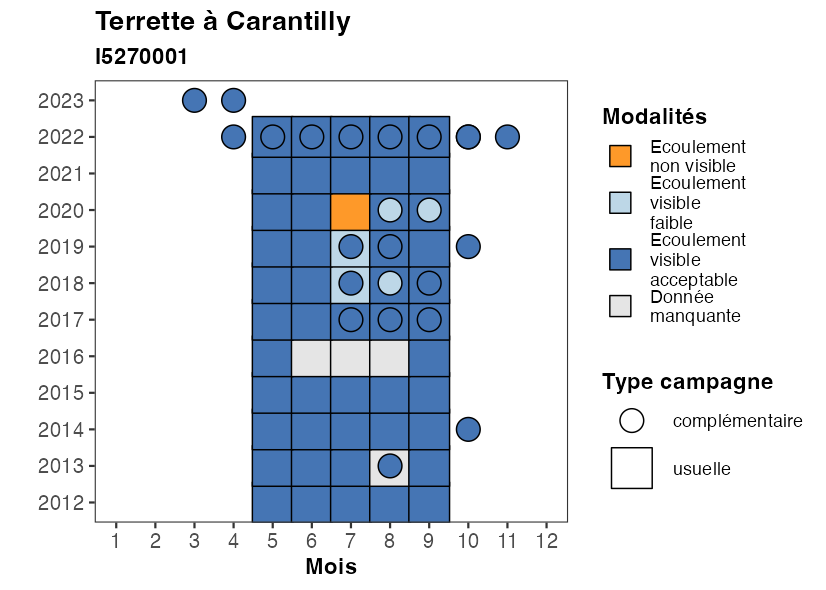 Terrette à Carantilly
I5270001
2023
2022
2021
2020
2019
2018
2017
2016
2015
2014
2013
2012
1 2 3 4 5 6 7 8 9 10 11 12
Mois
Modalités
Ecoulement
non visible
Ecoulement
visible
faible
Ecoulement
visible
acceptable
Donnée
manquante
Type campagne
complémentaire
usuelle